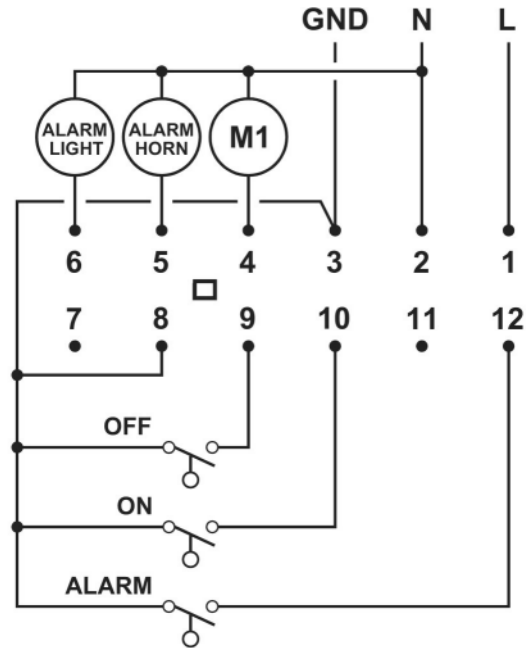 GND N L
ALARM LIGHT
ALARM HORN
M1
6 5 4 3 2 1
7 8 9 10 11 12
OFF
ON
ALARM